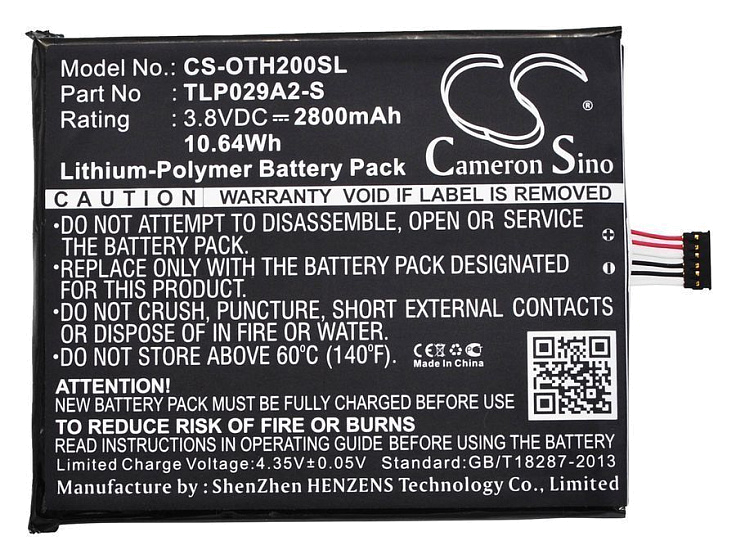 Model No.: CS-OTH200SL
Part No : TLP029A2-S
Rating : 3.8VDC⎓2800mAh
10.64Wh
Lithium-Polymer Battery Pack
CS
®
Cameron Sino
CAUTION WARRANTY VOID IF LABEL IS REMOVED
•DO NOT ATTEMPT TO DISASSEMBLE, OPEN OR SERVICE
THE BATTERY PACK.
•REPLACE ONLY WITH THE BATTERY PACK DESIGNATED
FOR THIS PRODUCT.
•DO NOT CRUSH, PUNCTURE, SHORT EXTERNAL CONTACTS
OR DISPOSE OF IN FIRE OR WATER.
•DO NOT STORE ABOVE 60°C (140°F).
CE
Made In China
ATTENTION!
NEW BATTERY PACK MUST BE FULLY CHARGED BEFORE USE
TO REDUCE RISK OF FIRE OR BURNS
READ INSTRUCTIONS IN OPERATING GUIDE BEFORE USE
Limited Charge Voltage:4.35V±0.05V Standard:GB/T18287-2013
Manufacture by : ShenZhen HENZENS Technology Co., Limited.
+
-